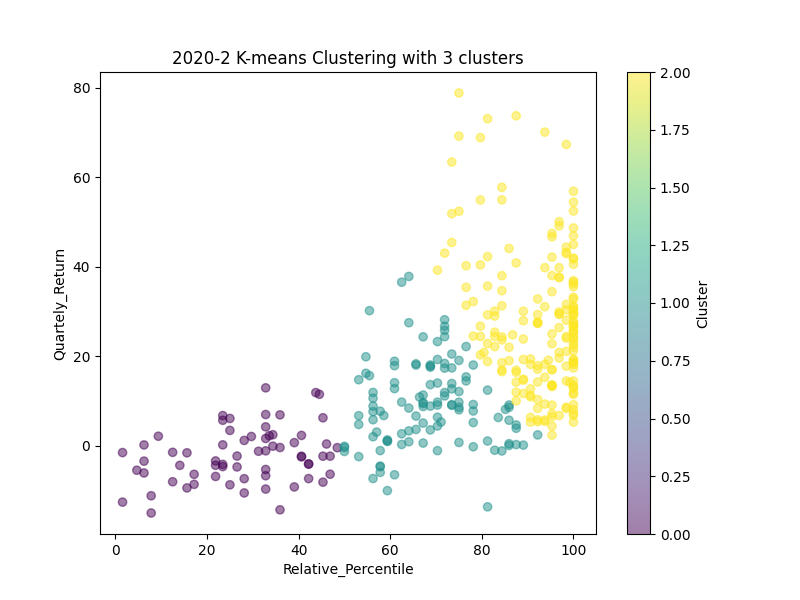 2020-2 K-means Clustering with 3 clusters
80
60
40
20
0
Quartely_Return
0 20 40 60 80 100
Relative_Percentile
2.00
1.75
1.50
1.25
1.00
0.75
0.50
0.25
0.00
Cluster